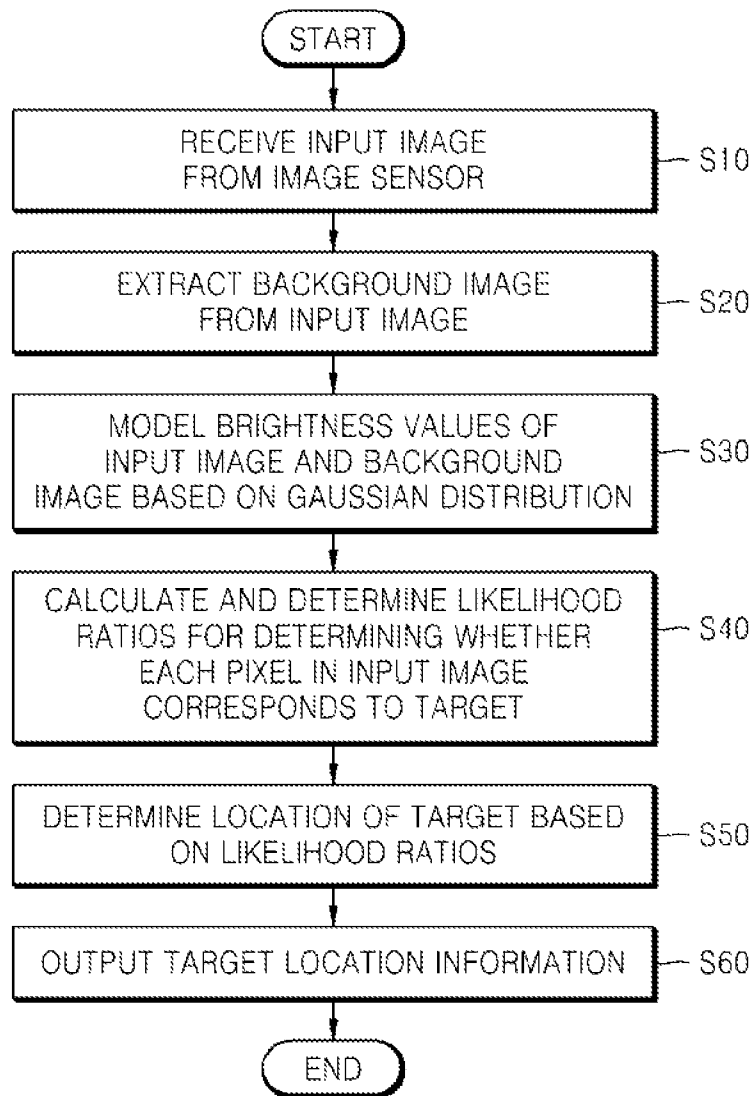 START
RECEIVE INPUT IMAGE
FROM IMAGE SENSOR
S10
EXTRACT BACKGROUND IMAGE
FROM INPUT IMAGE
S20
MODEL BRIGHTNESS VALUES OF
INPUT IMAGE AND BACKGROUND
IMAGE BASED ON GAUSSIAN DISTRIBUTION
S30
CALCULATE AND DETERMINE LIKELIHOOD
RATIOS FOR DETERMINING WHETHER
EACH PIXEL IN INPUT IMAGE
CORRESPONDS TO TARGET
S40
DETERMINE LOCATION OF TARGET BASED
ON LIKELIHOOD RATIOS
S50
OUTPUT TARGET LOCATION INFORMATION
S60
END